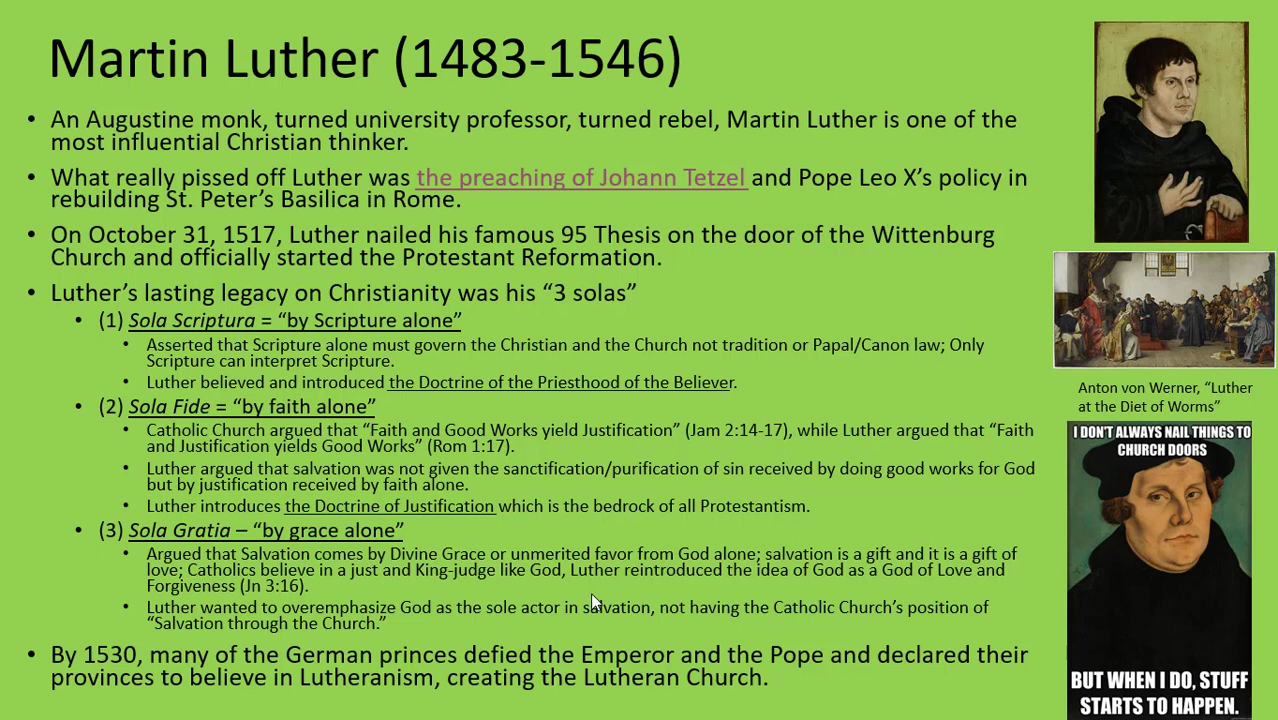 Martin Luther (1483-1546)
• An Augustine monk, turned university professor, turned rebel, Martin Luther is one of the
most influential Christian thinker.
• What really pissed off Luther was the preaching of Johann Tetzel and Pope Leo X’s policy in
rebuilding St. Peter’s Basilica in Rome.
• On October 31, 1517, Luther nailed his famous 95 Thesis on the door of the Wittenburg
Church and officially started the Protestant Reformation.
• Luther’s lasting legacy on Christianity was his “3 solas”
• (1) Sola Scriptura = “by Scripture alone”
• Asserted that Scripture alone must govern the Christian and the Church not tradition or Papal/Canon law; Only
Scripture can interpret Scripture.
• Luther believed and introduced the Doctrine of the Priesthood of the Believer.
• (2) Sola Fide = “by faith alone”
• Catholic Church argued that “Faith and Good Works yield Justification” (Jam 2:14-17), while Luther argued that “Faith
and Justification yields Good Works” (Rom 1:17).
• Luther argued that salvation was not given the sanctification/purification of sin received by doing good works for God
but by justification received by faith alone.
• Luther introduces the Doctrine of Justification which is the bedrock of all Protestantism.
• (3) Sola Gratia – “by grace alone”
• Argued that Salvation comes by Divine Grace or unmerited favor from God alone; salvation is a gift and it is a gift of
love; Catholics believe in a just and King-judge like God, Luther reintroduced the idea of God as a God of Love and
Forgiveness (Jn 3:16).
• Luther wanted to overemphasize God as the sole actor in salvation, not having the Catholic Church’s position of
“Salvation through the Church.”
• By 1530, many of the German princes defied the Emperor and the Pope and declared their
provinces to believe in Lutheranism, creating the Lutheran Church.
Anton von Werner, “Luther
at the Diet of Worms”
I DON'T ALWAYS NAIL THINGS TO
CHURCH DOORS
BUT WHEN I DO, STUFF
STARTS TO HAPPEN.